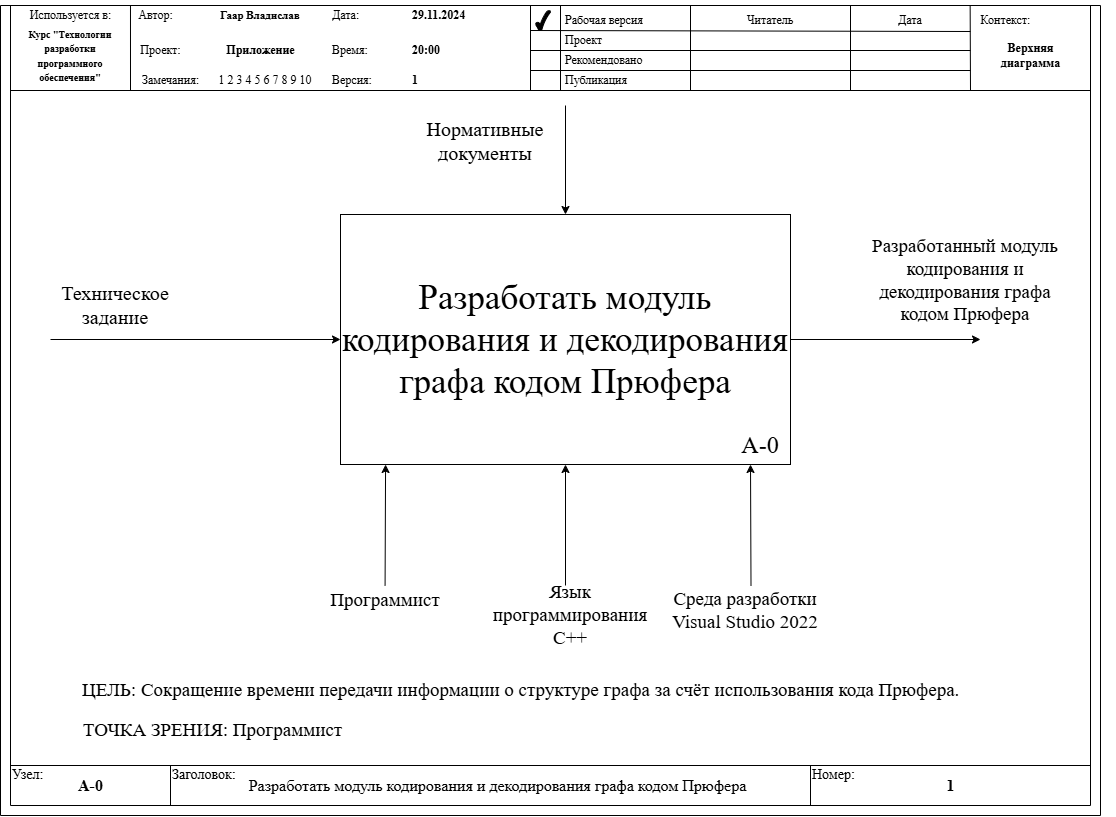 Используется в:
Курс "Технологии
разработки
программного
обеспечения"
Автор:
Гаар Владислав
Дата:
29.11.2024
Проект:
Приложение
Время:
20:00
Замечания:
1 2 3 4 5 6 7 8 9 10
Версия:
1
Рабочая версия
Читатель
Дата
Проект
Рекомендовано
Публикация
Контекст:
Верхняя
диаграмма
Нормативные
документы
Техническое
задание
Разработать модуль
кодирования и декодирования
графа кодом Прюфера
А-0
Разработанный модуль
кодирования и
декодирования графа
кодом Прюфера
Программист
Язык
программирования
С++
Среда разработки
Visual Studio 2022
ЦЕЛЬ: Сокращение времени передачи информации о структуре графа за счёт использования кода Прюфера.
ТОЧКА ЗРЕНИЯ: Программист
Узел:
А-0
Заголовок:
Разработать модуль кодирования и декодирования графа кодом Прюфера
Номер:
1